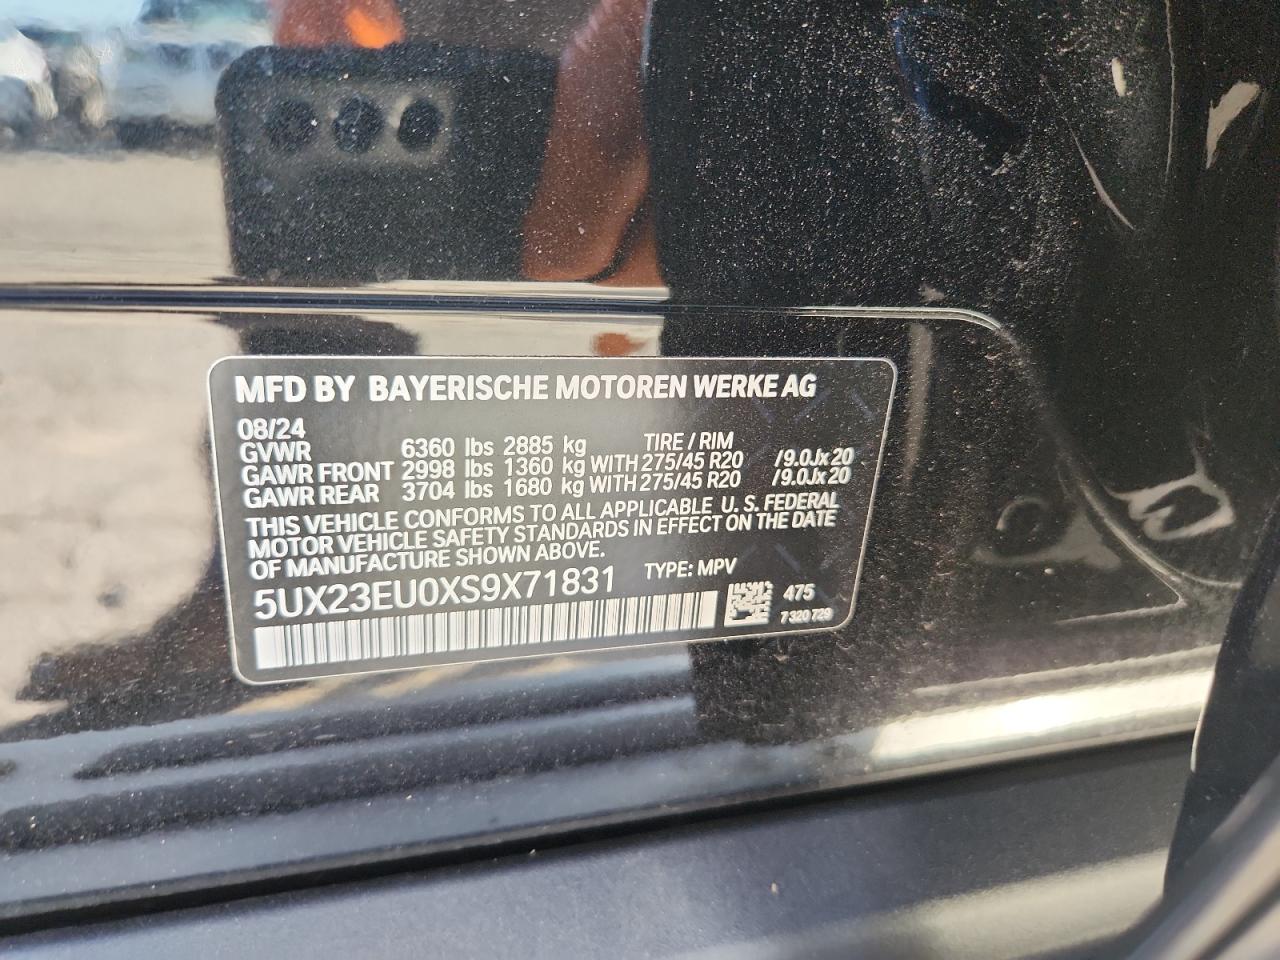 MFD BY BAYERISCHE MOTOREN WERKE AG
08/24
GVWR 6360 lbs 2885 kg TIRE / RIM
GAWR FRONT 2998 lbs 1360 kg WITH 275/45 R20 /9.0Jx20
GAWR REAR 3704 lbs 1680 kg WITH 275/45 R20 /9.0Jx20
THIS VEHICLE CONFORMS TO ALL APPLICABLE U.S. FEDERAL
MOTOR VEHICLE SAFETY STANDARDS IN EFFECT ON THE DATE
OF MANUFACTURE SHOWN ABOVE.
5UX23EU0XS9X71831 TYPE: MPV
475
7320729